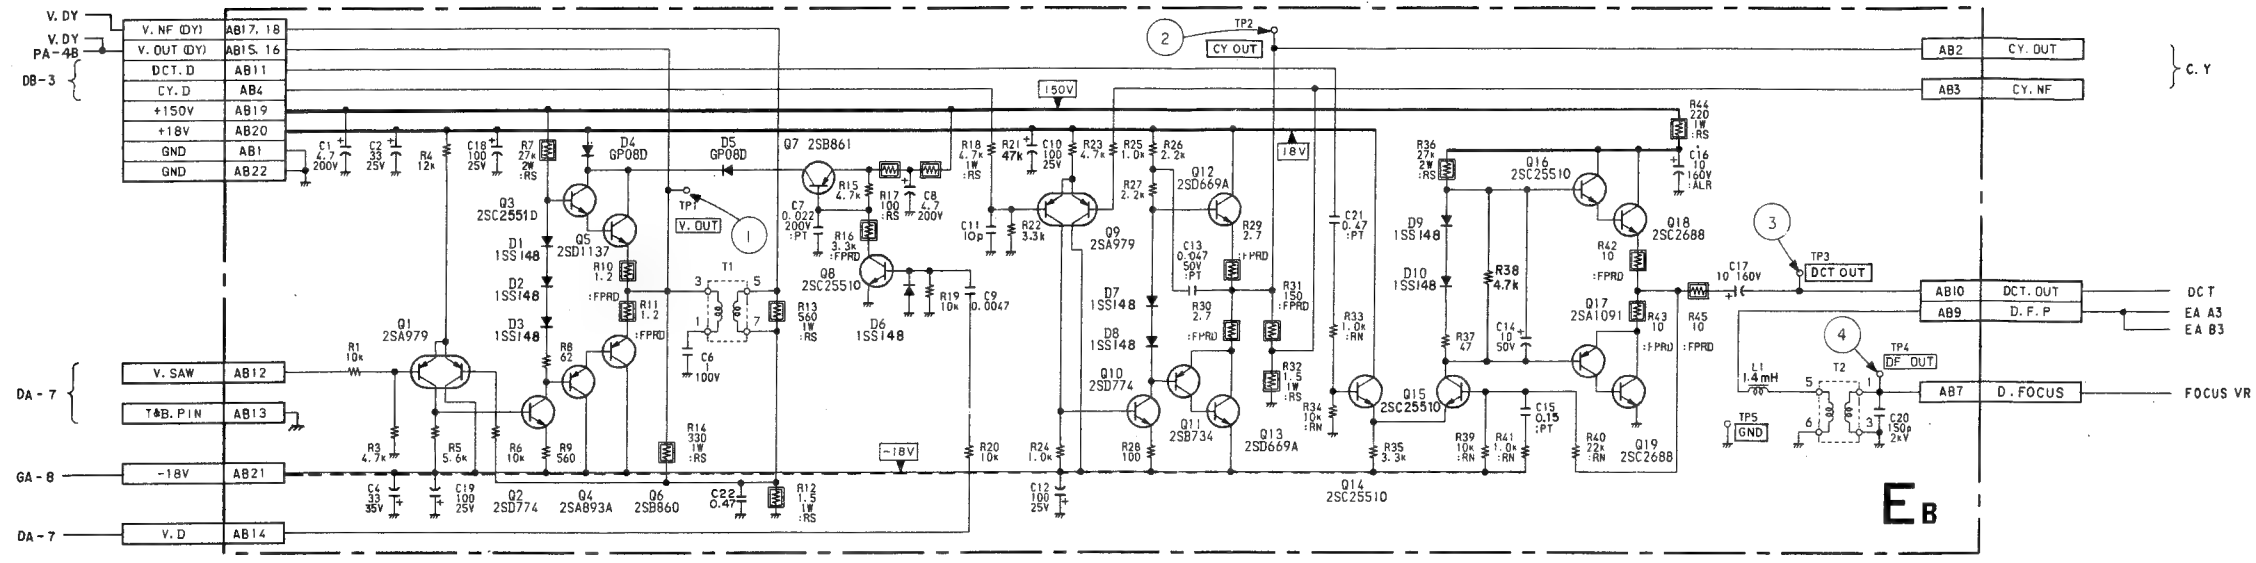 V. DY
V. DY
PA-4B
DB-3
V. NF (DY) AB17, 18
V. OUT (DY) AB15, 16
DCT. D AB11
CY. D AB4
+150V AB19
+18V AB20
GND AB1
GND AB22
C1 4.7 200V
C2 33 25V
R4 12k
C18 100 25V
R7 27k 2W :RS
D4 GP08D
D5 GP08D
Q7 2SB861
R15 4.7k
R17 100 :RS
C8 4.7 200V
C7 0.022 200V :PT
R16 3.3k :FPRD
Q8 2SC25510
D6 1SS148
R19 10k
C9 0.0047
Q3 2SC2551D
Q5 2SD1137
D1 1SS148
D2 1SS148
D3 1SS148
R10 1.2 :FPRD
R11 1.2 :FPRD
TP1
V. OUT
1
T1
3 5
1 7
C6 1 100V
R13 560 1W :RS
R8 62
Q1 2SA979
R1 10k
DA-7
V. SAW AB12
T&B. PIN AB13
R3 4.7k
R5 5.6k
R6 10k
R9 560
R14 330 1W :RS
GA-8
-18V AB21
C4 33 35V
C19 100 25V
Q2 2SD774
Q4 2SA893A
Q6 2SB860
C22 0.47
R12 1.5 1W :RS
DA-7
V. D AB14
R20 10k
-18V
150V
18V
2
TP2
CY OUT
R18 4.7k 1W :RS
R21 47k
C10 100 25V
R23 4.7k
R25 1.0k
R26 2.2k
R27 2.2k
C11 10p
R22 3.3k
Q9 2SA979
Q12 2SD669A
R29 2.7 :FPRD
C13 0.047 50V :PT
R30 2.7 :FPRD
R31 150 :FPRD
D7 1SS148
D8 1SS148
Q10 2SD774
Q11 2SB734
Q13 2SD669A
R32 1.5 1W :RS
R24 1.0k
R28 100
C12 100 25V
C21 0.47 :PT
R33 1.0k :RN
R34 10k :RN
Q14 2SC25510
R35 3.3k
Q15 2SC25510
R36 27k 2W :RS
D9 1SS148
D10 1SS148
R37 47
R38 4.7k
C14 10 50V
Q16 2SC25510
Q18 2SC2688
R42 10 :FPRD
Q17 2SA1091
R43 10 :FPRD
R45 10 :FPRD
R44 220 1W :RS
C16 10 160V :ALR
C17 10 160V
R39 10k :RN
R41 1.0k :RN
C15 0.15 :PT
R40 22k :RN
Q19 2SC2688
3
TP3
DCT OUT
4
TP4
DF OUT
L1 1.4mH
T2
5 1
6 3
TP5
GND
C20 150p 2kV
AB2 CY. OUT
AB3 CY. NF
C. Y
AB10 DCT. OUT
AB9 D. F. P
DCT
EA A3
EA B3
AB7 D. FOCUS
FOCUS VR
EB